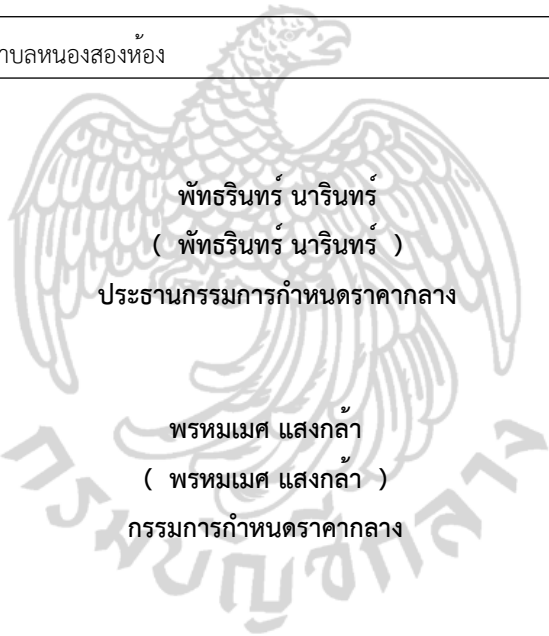 าบลหนองสองห้อง
พัทธรินทร์ นารินทร์
( พัทธรินทร์ นารินทร์ )
ประธานกรรมการกำหนดราคากลาง
พรหมเมศ แสงกล้า
( พรหมเมศ แสงกล้า )
กรรมการกำหนดราคากลาง
กรมบัญชีกลาง